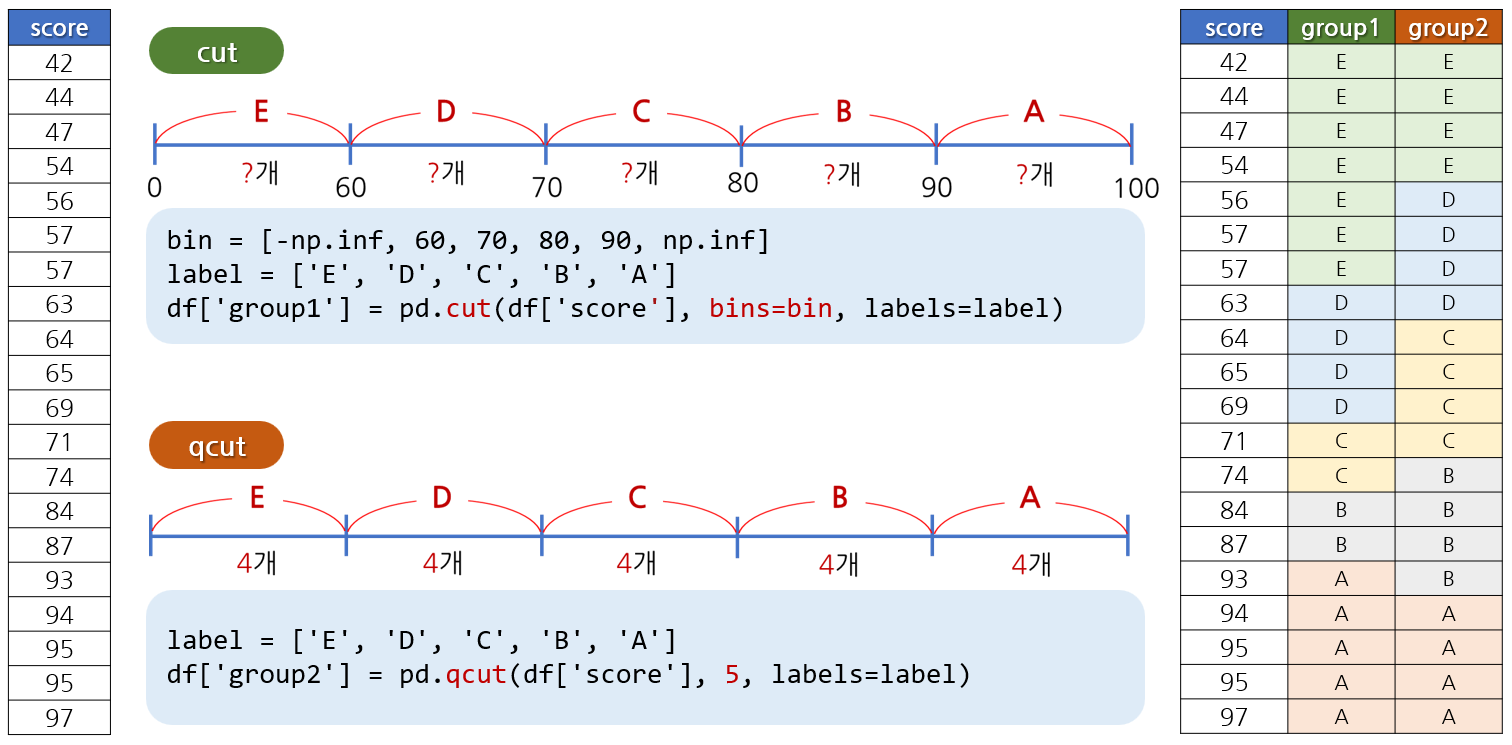 score
42
44
47
54
56
57
57
63
64
65
69
71
74
84
87
93
94
95
95
97
cut
E D C B A
?개 ?개 ?개 ?개 ?개
0 60 70 80 90 100
bin = [-np.inf, 60, 70, 80, 90, np.inf]
label = ['E', 'D', 'C', 'B', 'A']
df['group1'] = pd.cut(df['score'], bins=bin, labels=label)
qcut
E D C B A
4개 4개 4개 4개 4개
label = ['E', 'D', 'C', 'B', 'A']
df['group2'] = pd.qcut(df['score'], 5, labels=label)
score group1 group2
42 E E
44 E E
47 E E
54 E E
56 E D
57 E D
57 E D
63 D D
64 D C
65 D C
69 D C
71 C C
74 C B
84 B B
87 B B
93 A B
94 A A
95 A A
95 A A
97 A A